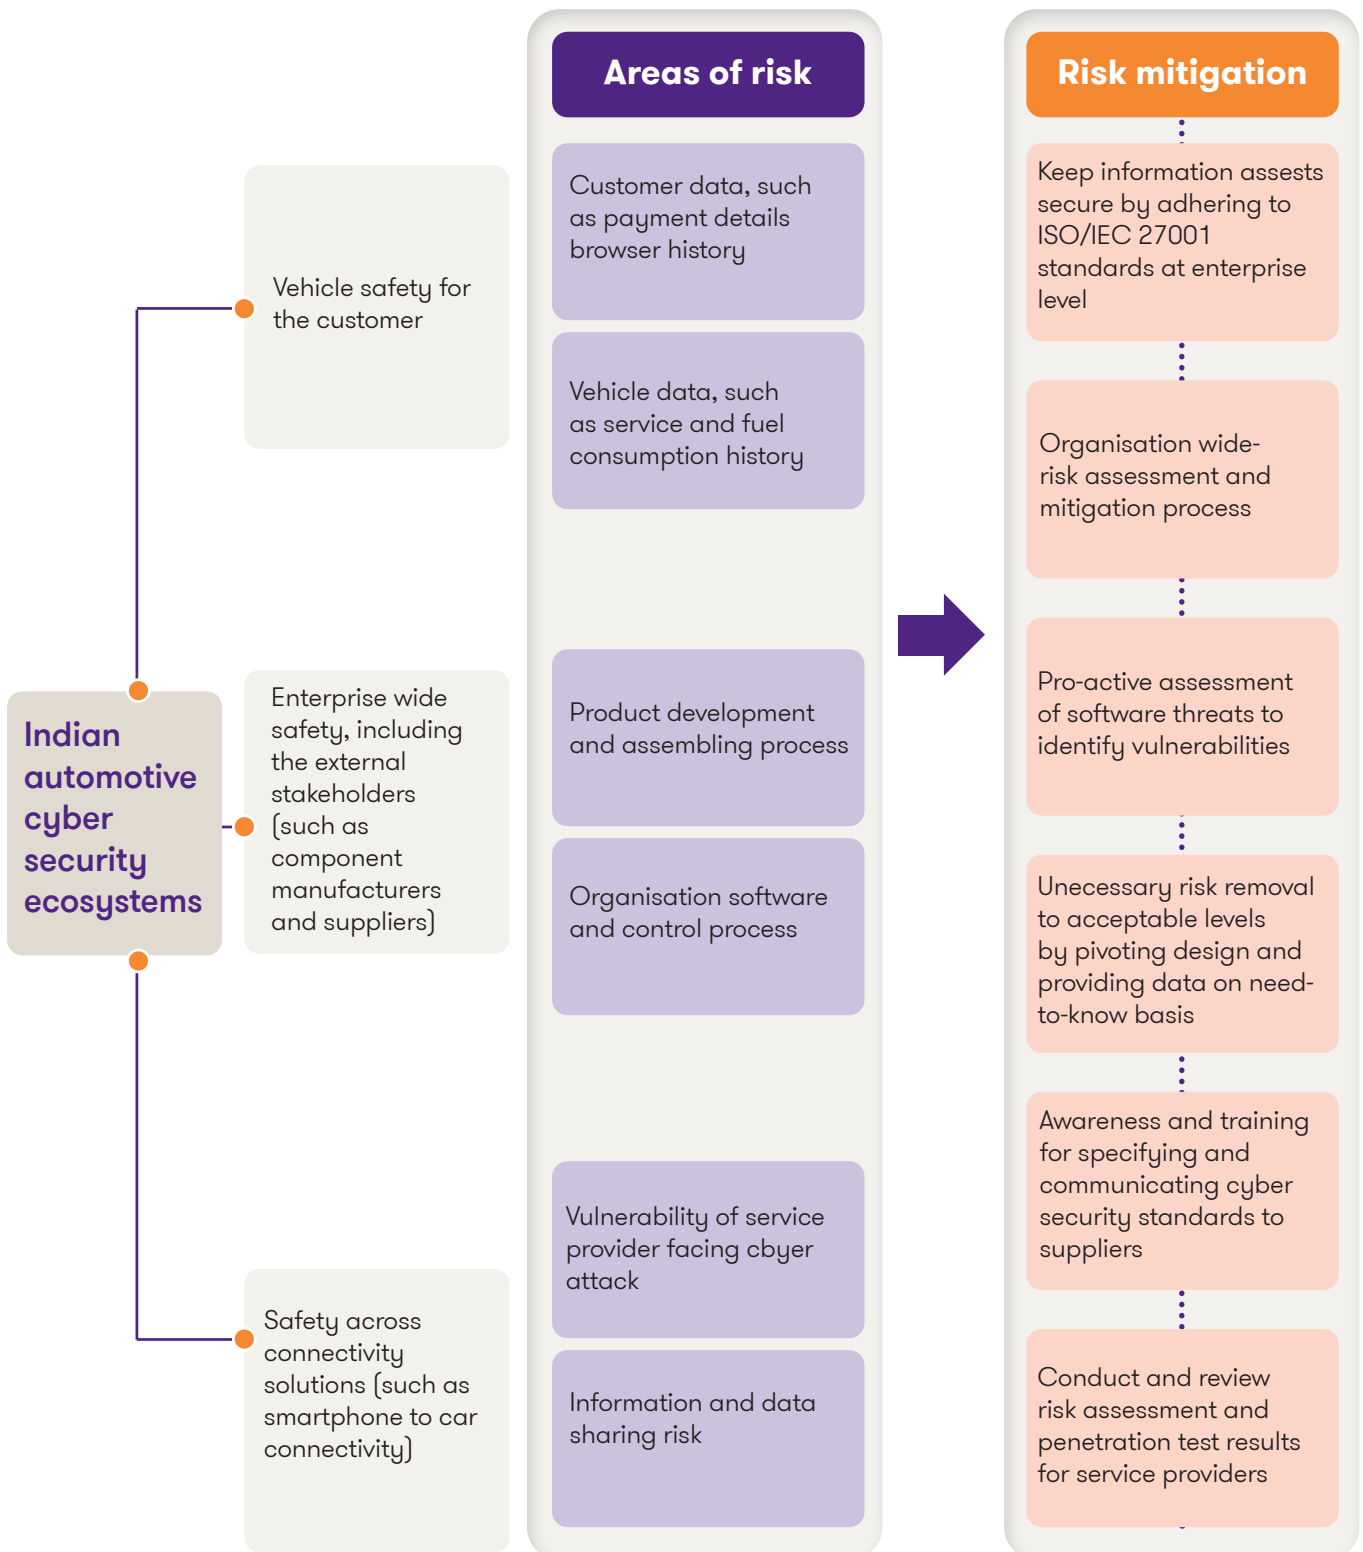 Indian
automotive
cyber
security
ecosystems
Vehicle safety for
the customer
Enterprise wide
safety, including
the external
stakeholders
(such as
component
manufacturers
and suppliers)
Safety across
connectivity
solutions (such as
smartphone to car
connectivity)
Areas of risk
Customer data, such
as payment details
browser history
Vehicle data, such
as service and fuel
consumption history
Product development
and assembling process
Organisation software
and control process
Vulnerability of service
provider facing cbyer
attack
Information and data
sharing risk
Risk mitigation
Keep information assests
secure by adhering to
ISO/IEC 27001
standards at enterprise
level
Organisation wide-
risk assessment and
mitigation process
Pro-active assessment
of software threats to
identify vulnerabilities
Unecessary risk removal
to acceptable levels
by pivoting design and
providing data on need-
to-know basis
Awareness and training
for specifying and
communicating cyber
security standards to
suppliers
Conduct and review
risk assessment and
penetration test results
for service providers